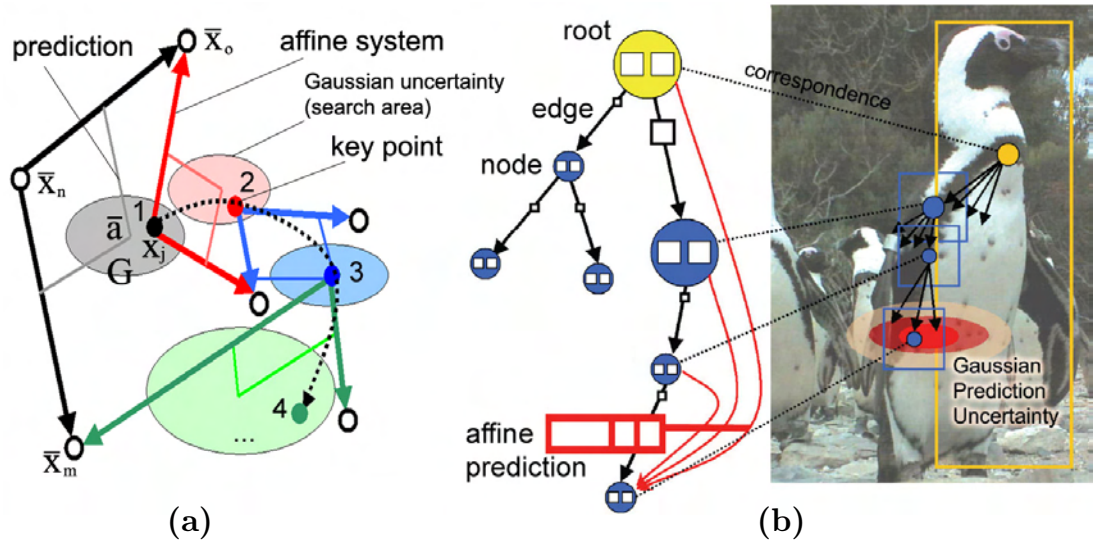 prediction
x̅ₒ
affine system
Gaussian uncertainty
(search area)
key point
x̅ₙ
1
2
a̅
xⱼ
G
3
4
...
x̅ₘ
(a)
root
correspondence
edge
node
affine
prediction
Gaussian
Prediction
Uncertainty
(b)